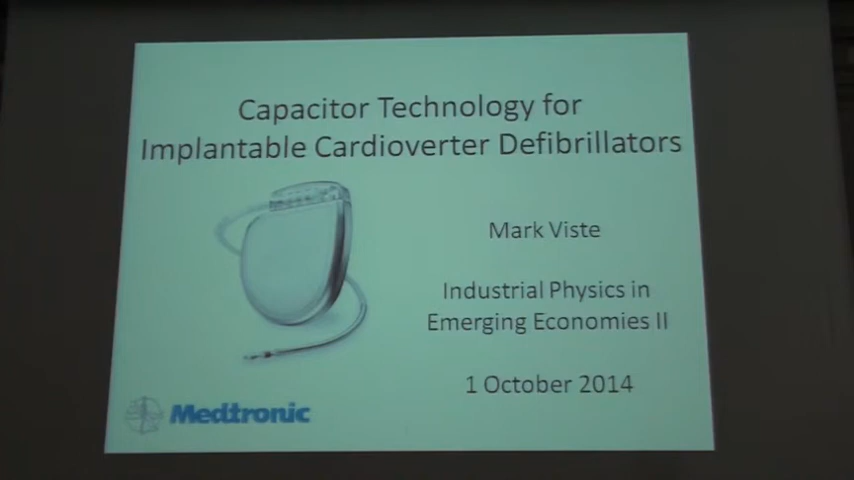 Capacitor Technology for
Implantable Cardioverter Defibrillators
Mark Viste
Industrial Physics in
Emerging Economies II
1 October 2014
Medtronic